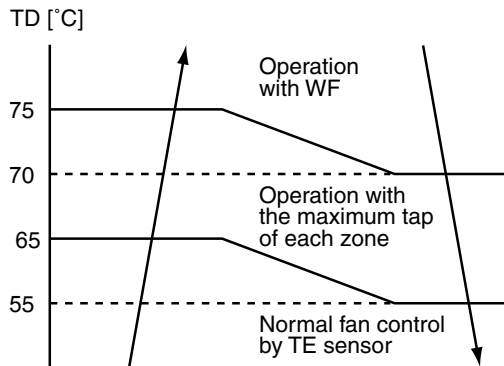 TD [˚C]
Operation
with WF
75
70
Operation with
the maximum tap
of each zone
65
55
Normal fan control
by TE sensor